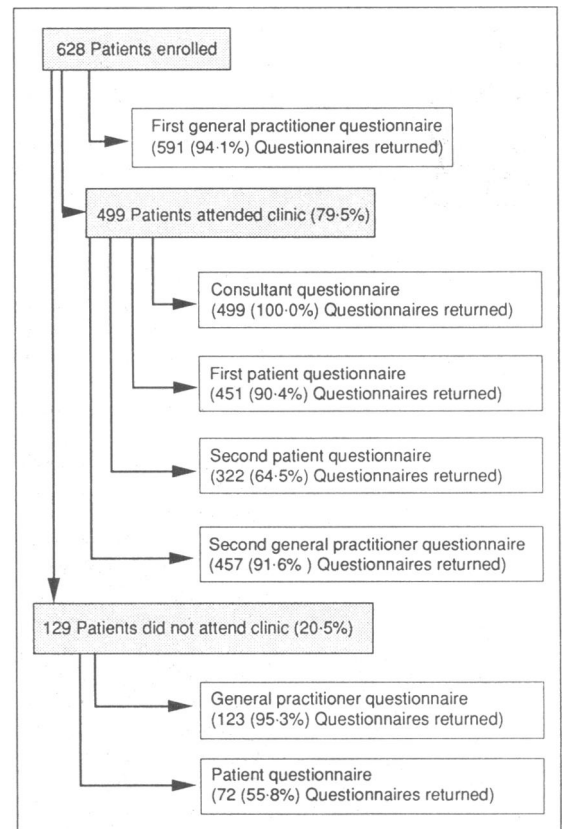 628 Patients enrolled
First general practitioner questionnaire
(591 (94·1%) Questionnaires returned)
499 Patients attended clinic (79·5%)
Consultant questionnaire
(499 (100·0%) Questionnaires returned)
First patient questionnaire
(451 (90·4%) Questionnaires returned)
Second patient questionnaire
(322 (64·5%) Questionnaires returned)
Second general practitioner questionnaire
(457 (91·6% ) Questionnaires returned)
129 Patients did not attend clinic (20·5%)
General practitioner questionnaire
(123 (95·3%) Questionnaires returned)
Patient questionnaire
(72 (55·8%) Questionnaires returned)